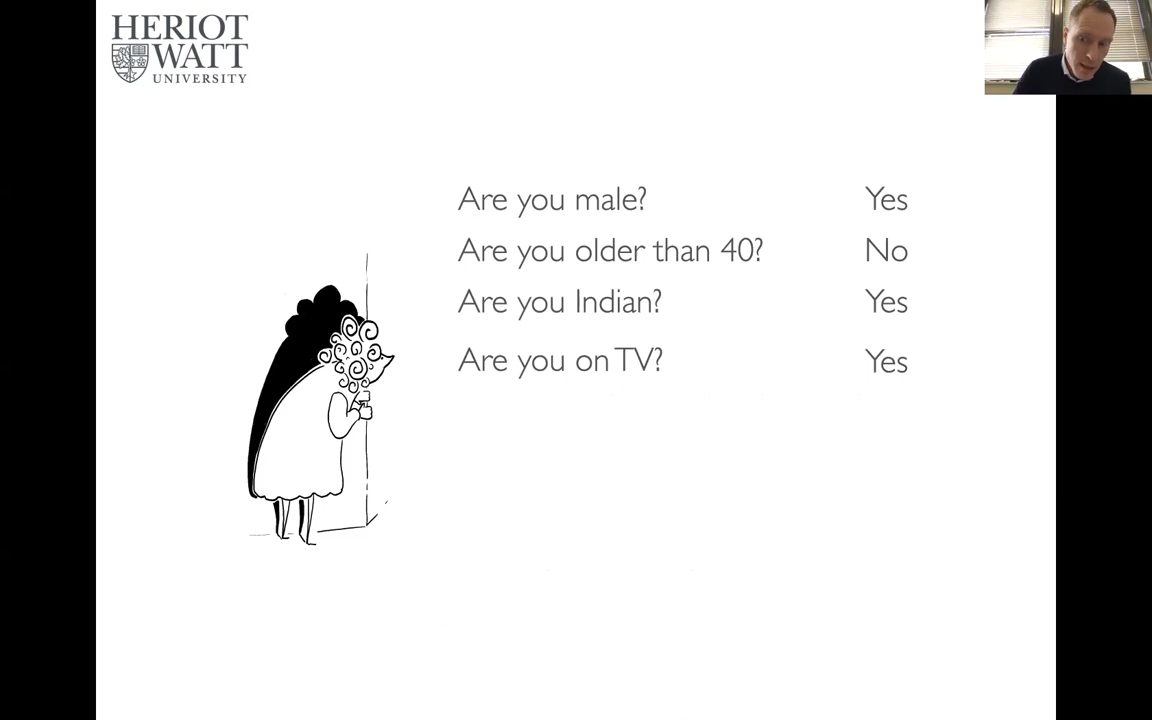 HERIOT
WATT
UNIVERSITY
Are you male? Yes
Are you older than 40? No
Are you Indian? Yes
Are you on TV? Yes